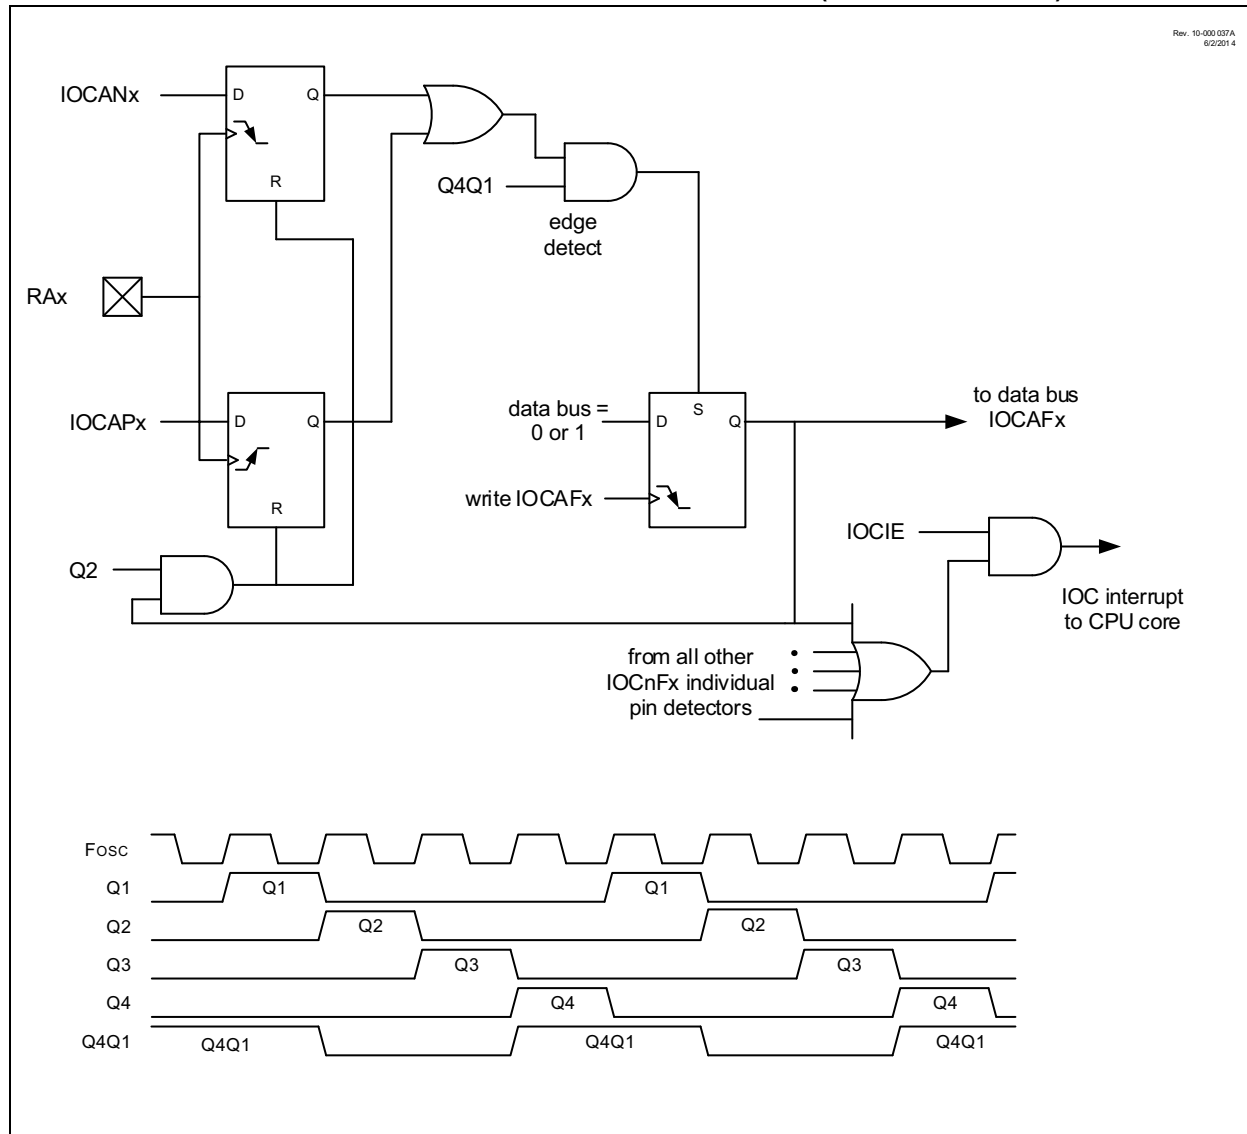 Rev. 10-000 037A
6/2/201 4
IOCANx
D
Q
R
Q4Q1
edge
detect
RAx
IOCAPx
D
Q
R
data bus =
0 or 1
S
D
Q
to data bus
IOCAFx
write IOCAFx
IOCIE
Q2
IOC interrupt
to CPU core
from all other
IOCnFx individual
pin detectors
FOSC
Q1 Q1 Q1
Q2 Q2 Q2
Q3 Q3 Q3
Q4 Q4 Q4
Q4Q1 Q4Q1 Q4Q1 Q4Q1